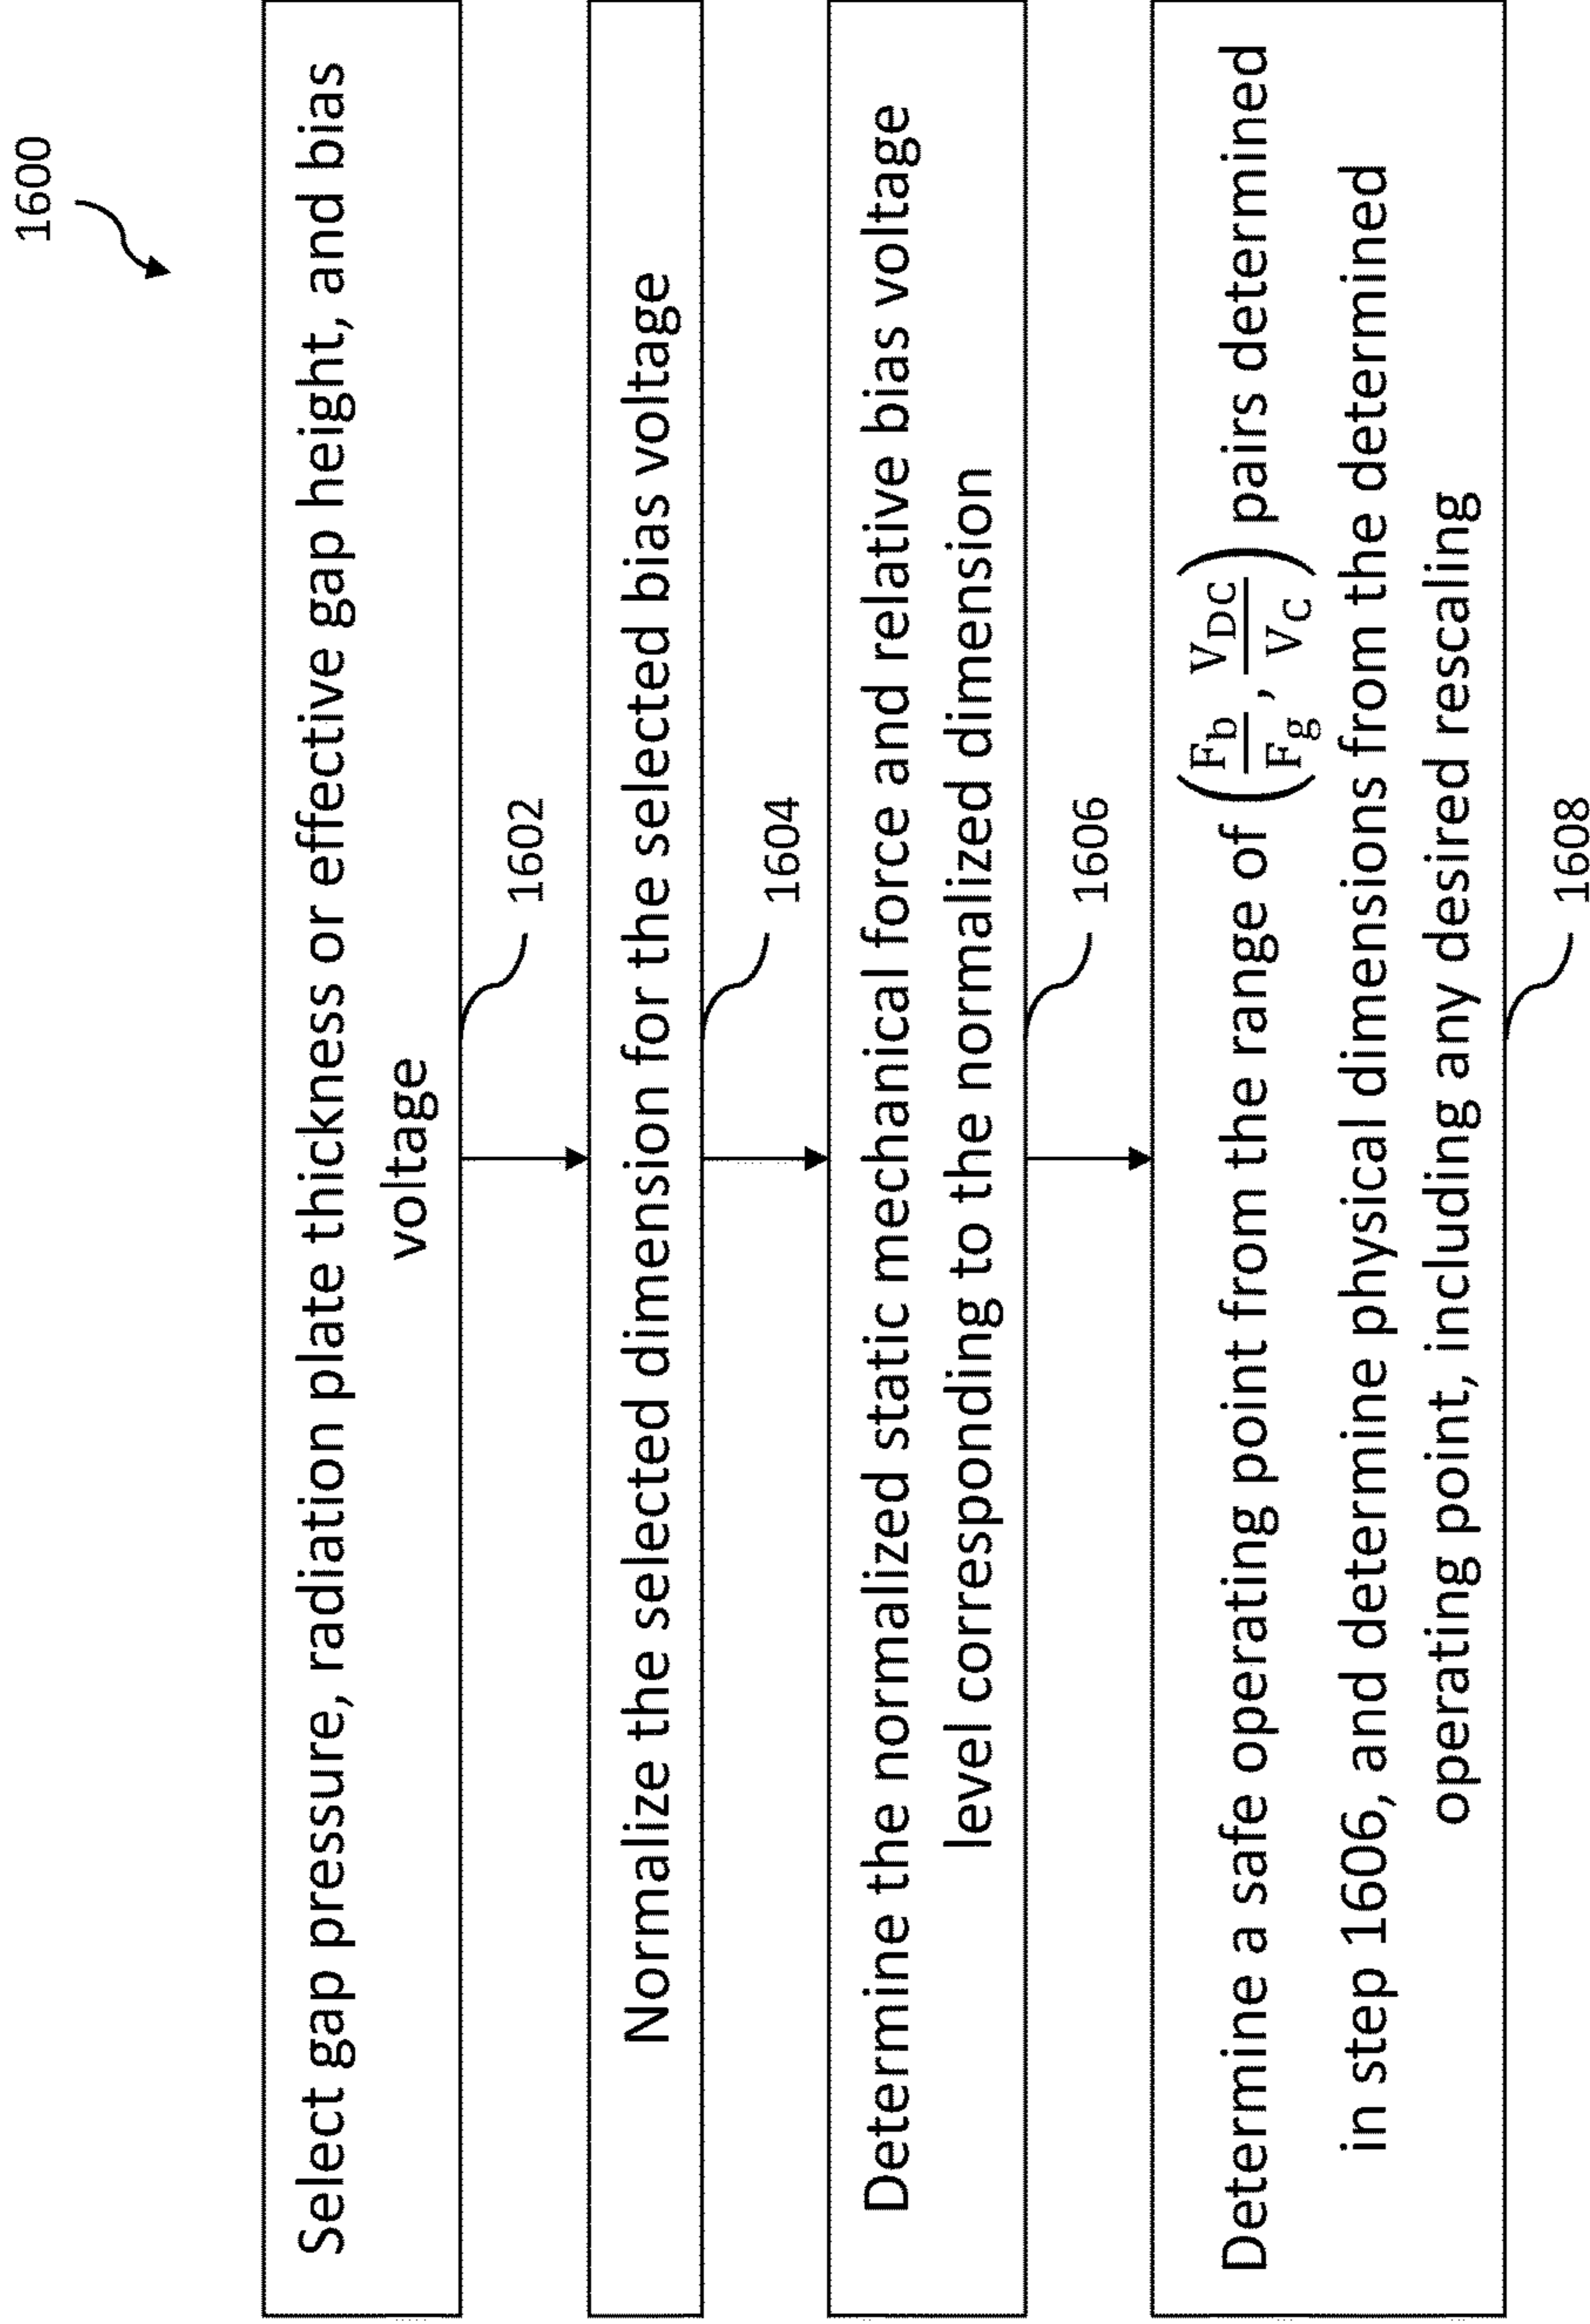 1600
Select gap pressure, radiation plate thickness or effective gap height, and bias
voltage
1602
Normalize the selected dimension for the selected bias voltage
1604
Determine the normalized static mechanical force and relative bias voltage
level corresponding to the normalized dimension
1606
Determine a safe operating point from the range of (F_b/F_g, V_DC/V_C) pairs determined
in step 1606, and determine physical dimensions from the determined
operating point, including any desired rescaling
1608